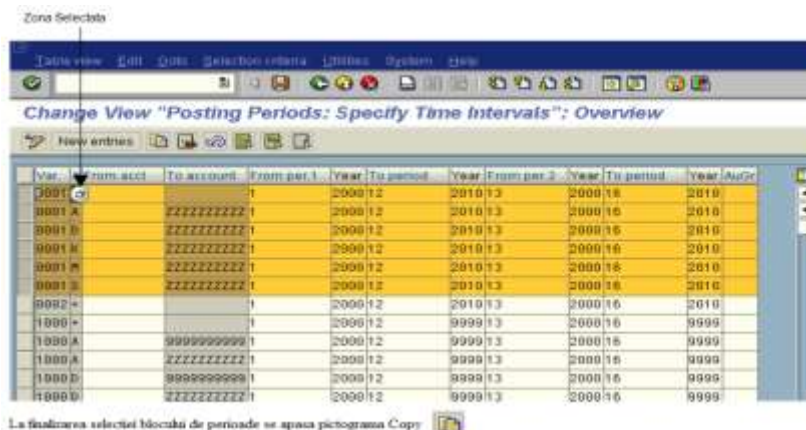 Zona Selectata
Table view Edit Goto Selection criteria Utilities System Help
Change View "Posting Periods: Specify Time Intervals": Overview
New entries
Var. From acct To account From per.1 Year To period Year From per.2 Year To period Year AuGr
0001 1 2000 12 2010 13 2000 16 2010
0001 A ZZZZZZZZZZ 1 2000 12 2010 13 2000 16 2010
0001 D ZZZZZZZZZZ 1 2000 12 2010 13 2000 16 2010
0001 K ZZZZZZZZZZ 1 2000 12 2010 13 2000 16 2010
0001 M ZZZZZZZZZZ 1 2000 12 2010 13 2000 16 2010
0001 S ZZZZZZZZZZ 1 2000 12 2010 13 2000 16 2010
0002 + 1 2000 12 2010 13 2000 16 2010
1000 + 1 2000 12 9999 13 2000 16 9999
1000 A 9999999999 1 2000 12 9999 13 2000 16 9999
1000 A ZZZZZZZZZZ 1 2000 12 9999 13 2000 16 9999
1000 D 9999999999 1 2000 12 9999 13 2000 16 9999
1000 D ZZZZZZZZZZ 1 2000 12 9999 13 2000 16 9999
La finalizarea selectiei blocului de perioade se apasa pictograma Copy